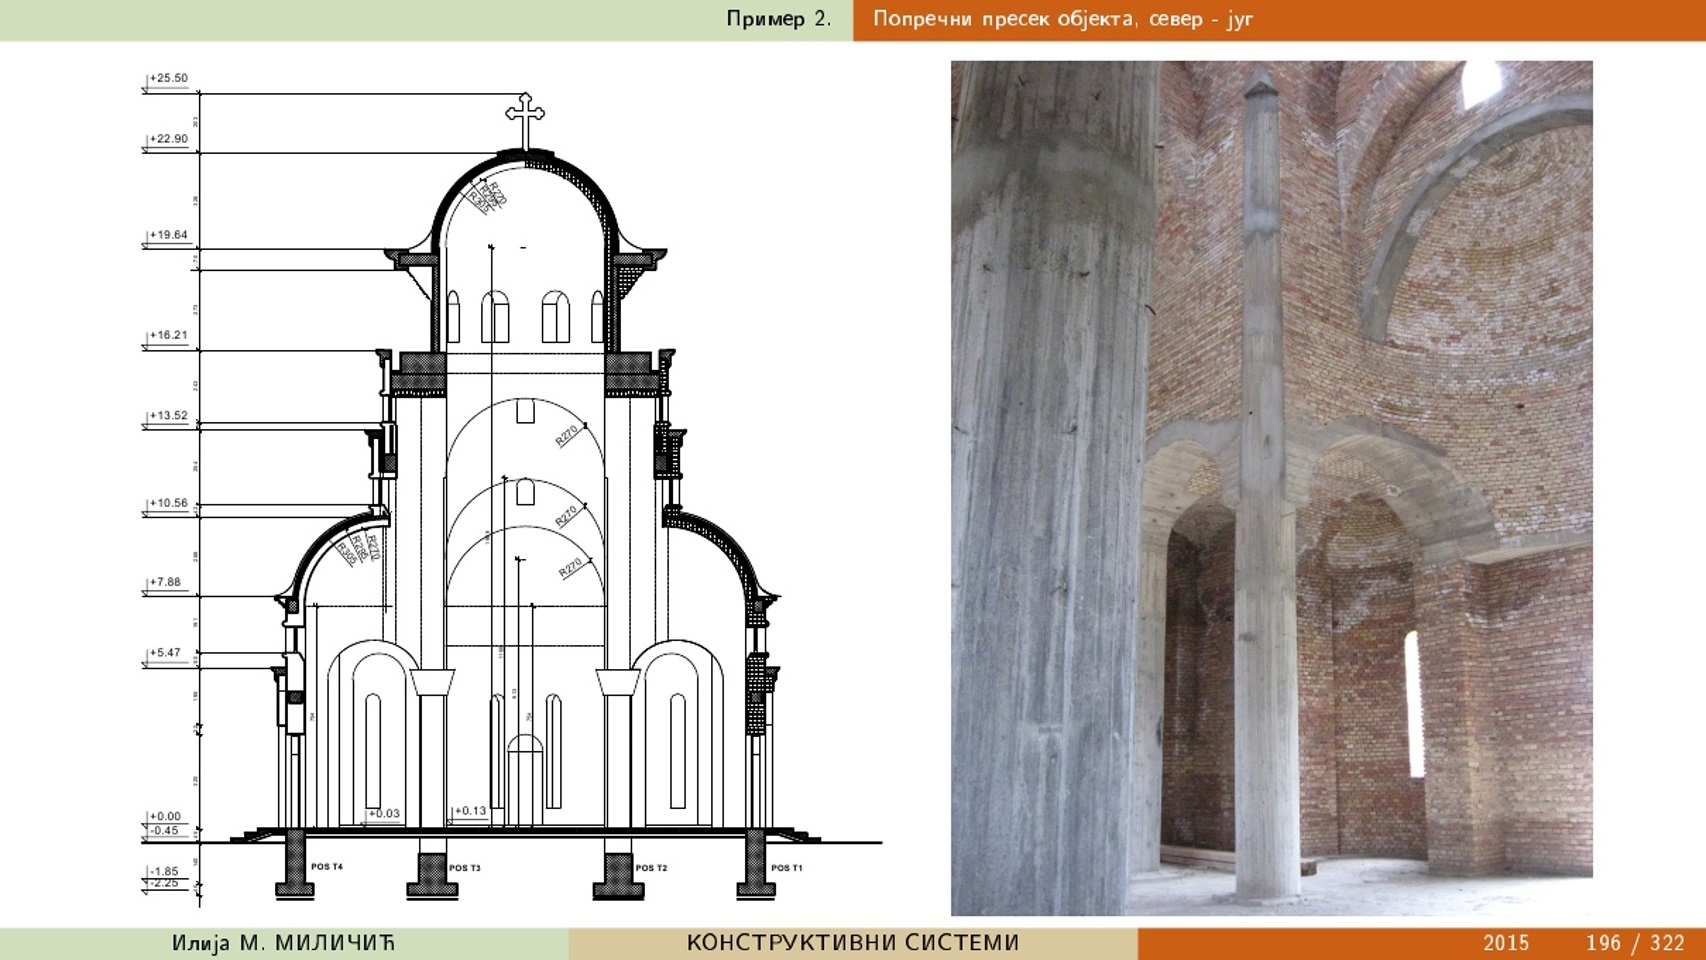 Пример 2.
Попречни пресек објекта, север - југ
+25.50
+22.90
+19.64
+16.21
+13.52
+10.56
+7.88
+5.47
+0.00
-0.45
-1.85
-2.25
R270
R295
R305
R270
R270
R270
R270
R295
R305
+0.03
+0.13
POS T4
POS T3
POS T2
POS T1
Илија М. МИЛИЧИЋ
КОНСТРУКТИВНИ СИСТЕМИ
2015
196 / 322